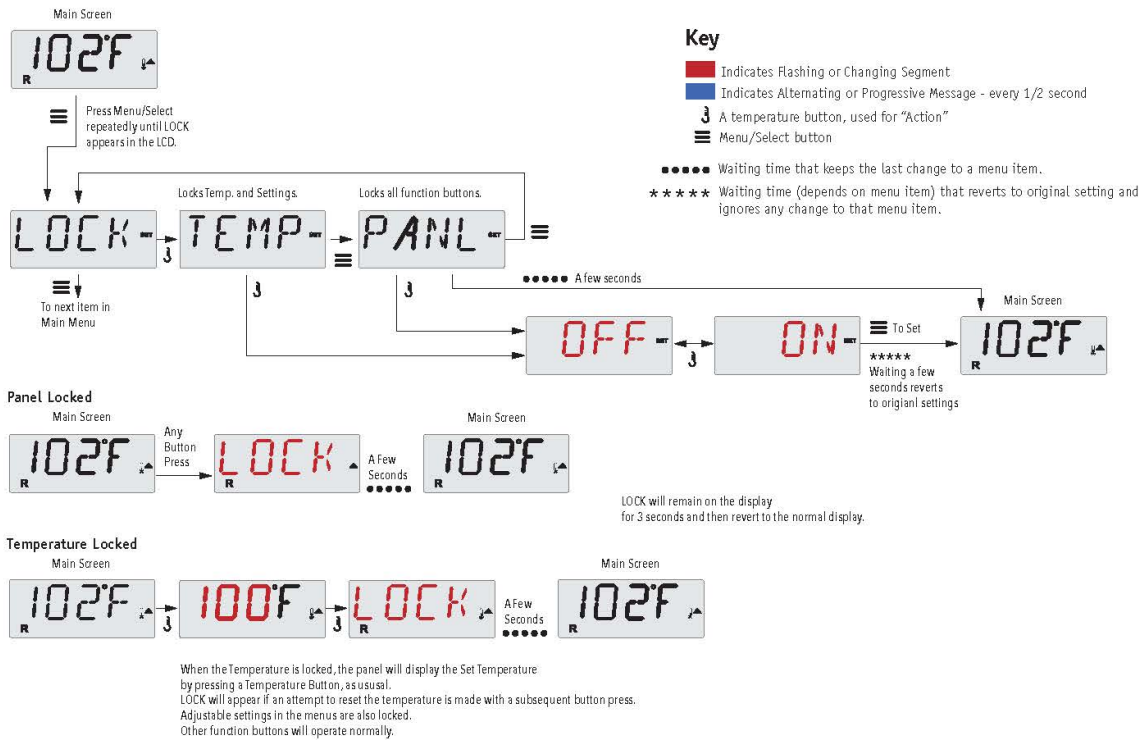 Main Screen
102°F
R
Press Menu/Select
repeatedly until LOCK
appears in the LCD.
Key
Indicates Flashing or Changing Segment
Indicates Alternating or Progressive Message - every 1/2 second
A temperature button, used for "Action"
Menu/Select button
Waiting time that keeps the last change to a menu item.
***** Waiting time (depends on menu item) that reverts to original setting and
ignores any change to that menu item.
Locks Temp. and Settings.
Locks all function buttons.
LOCK SET
TEMP SET
PANL SET
To next item in
Main Menu
A few seconds
Main Screen
OFF SET
ON SET
To Set
*****
Waiting a few
seconds reverts
to origianl settings
102°F
R
Panel Locked
Main Screen
102°F
R
Any
Button
Press
LOCK
R
A Few
Seconds
Main Screen
102°F
R
LOCK will remain on the display
for 3 seconds and then revert to the normal display.
Temperature Locked
Main Screen
102°F
R
100°F
LOCK
R
A Few
Seconds
Main Screen
102°F
R
When the Temperature is locked, the panel will display the Set Temperature
by pressing a Temperature Button, as ususal.
LOCK will appear if an attempt to reset the temperature is made with a subsequent button press.
Adjustable settings in the menus are also locked.
Other function buttons will operate normally.